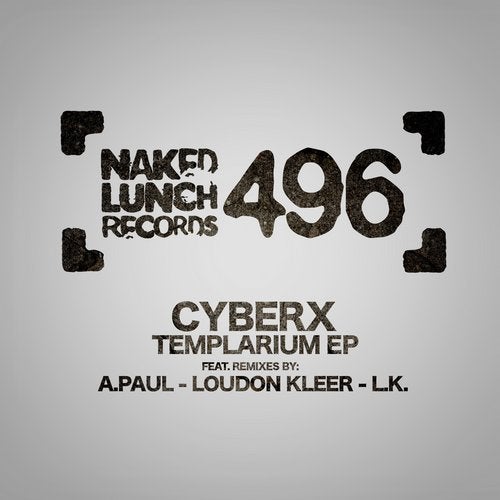 NAKED
LUNCH
RECORDS
496
CYBERX
TEMPLARIUM EP
FEAT. REMIXES BY:
A.PAUL - LOUDON KLEER - L.K.